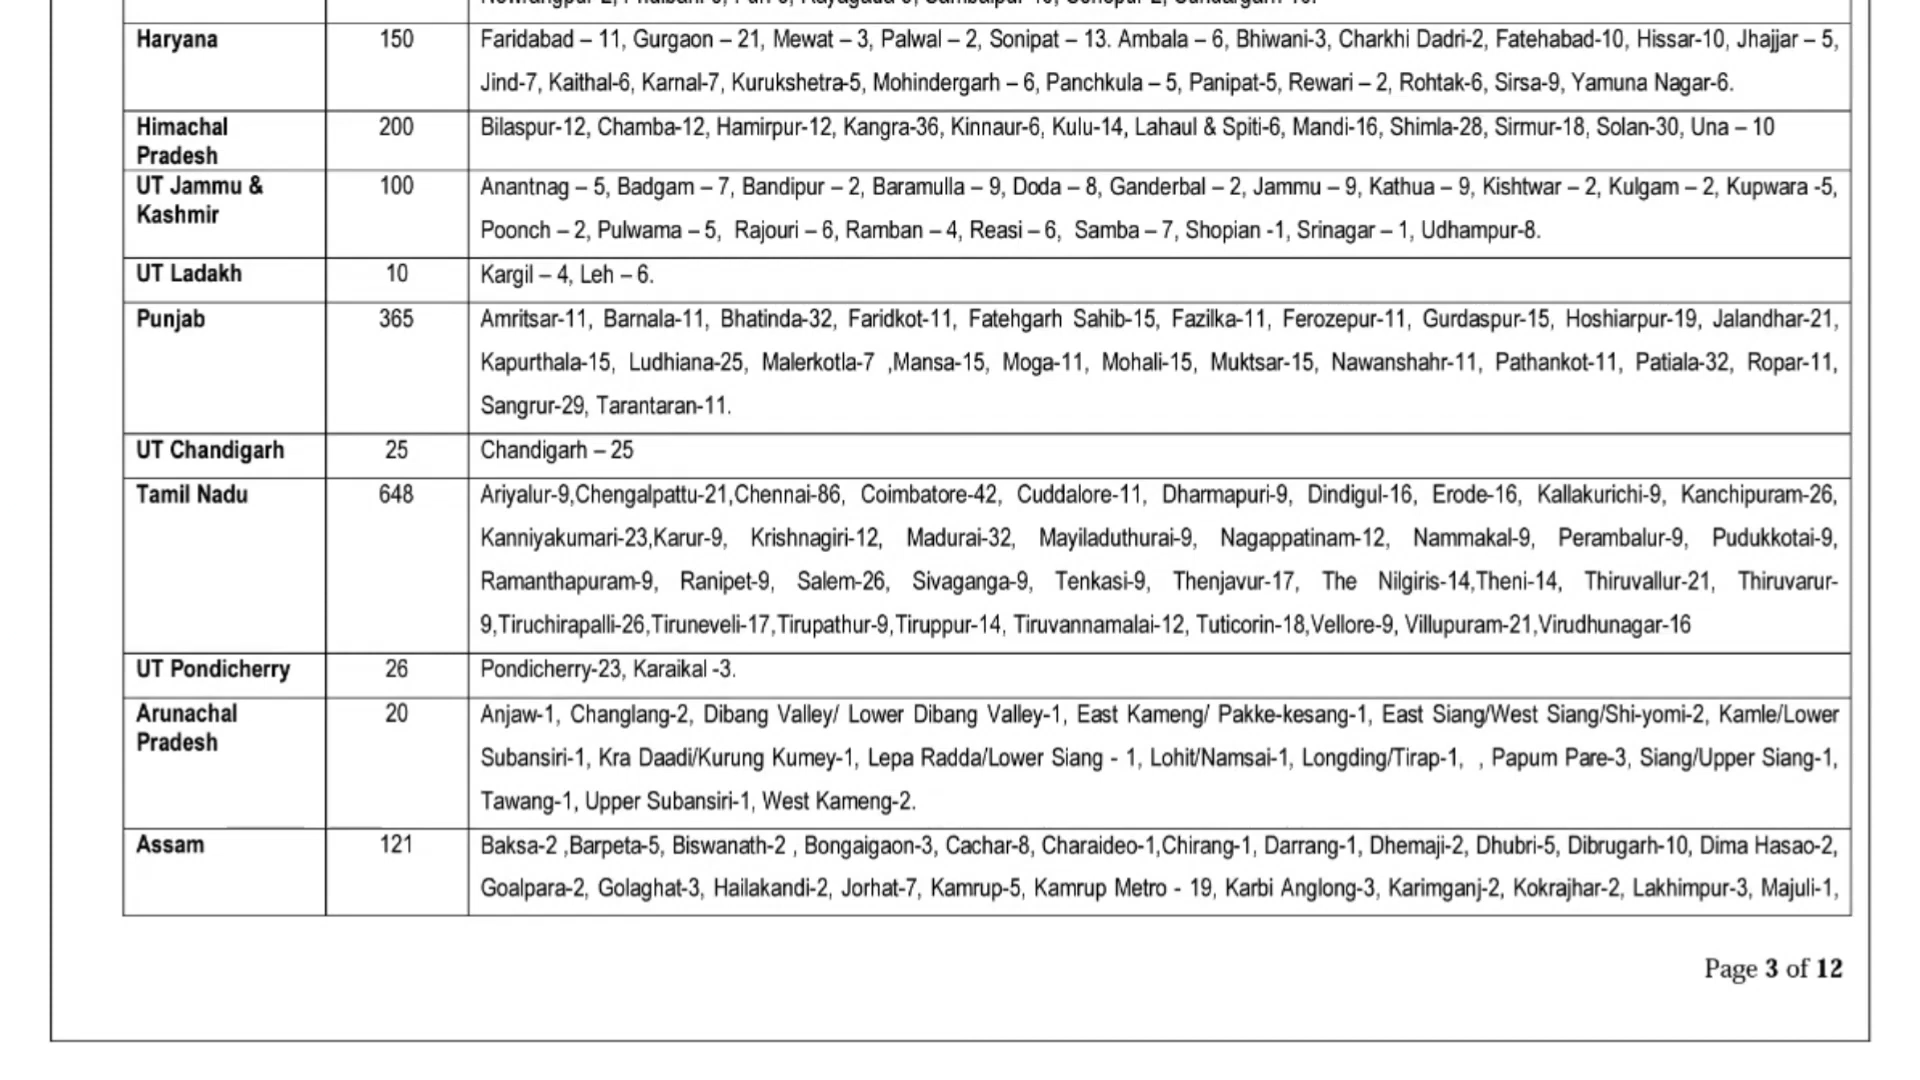 Nowrangpur-2, Phulbani-5, Puri-9, Rayagada-9, Sambalpur-10, Sonepur-2, Sundargarh-10.
Haryana 150 Faridabad – 11, Gurgaon – 21, Mewat – 3, Palwal – 2, Sonipat – 13. Ambala – 6, Bhiwani-3, Charkhi Dadri-2, Fatehabad-10, Hissar-10, Jhajjar – 5,
Jind-7, Kaithal-6, Karnal-7, Kurukshetra-5, Mohindergarh – 6, Panchkula – 5, Panipat-5, Rewari – 2, Rohtak-6, Sirsa-9, Yamuna Nagar-6.
Himachal 200 Bilaspur-12, Chamba-12, Hamirpur-12, Kangra-36, Kinnaur-6, Kulu-14, Lahaul & Spiti-6, Mandi-16, Shimla-28, Sirmur-18, Solan-30, Una – 10
Pradesh
UT Jammu & 100 Anantnag – 5, Badgam – 7, Bandipur – 2, Baramulla – 9, Doda – 8, Ganderbal – 2, Jammu – 9, Kathua – 9, Kishtwar – 2, Kulgam – 2, Kupwara -5,
Kashmir
Poonch – 2, Pulwama – 5, Rajouri – 6, Ramban – 4, Reasi – 6, Samba – 7, Shopian -1, Srinagar – 1, Udhampur-8.
UT Ladakh 10 Kargil – 4, Leh – 6.
Punjab 365 Amritsar-11, Barnala-11, Bhatinda-32, Faridkot-11, Fatehgarh Sahib-15, Fazilka-11, Ferozepur-11, Gurdaspur-15, Hoshiarpur-19, Jalandhar-21,
Kapurthala-15, Ludhiana-25, Malerkotla-7 ,Mansa-15, Moga-11, Mohali-15, Muktsar-15, Nawanshahr-11, Pathankot-11, Patiala-32, Ropar-11,
Sangrur-29, Tarantaran-11.
UT Chandigarh 25 Chandigarh – 25
Tamil Nadu 648 Ariyalur-9,Chengalpattu-21,Chennai-86, Coimbatore-42, Cuddalore-11, Dharmapuri-9, Dindigul-16, Erode-16, Kallakurichi-9, Kanchipuram-26,
Kanniyakumari-23,Karur-9, Krishnagiri-12, Madurai-32, Mayiladuthurai-9, Nagappatinam-12, Nammakal-9, Perambalur-9, Pudukkotai-9,
Ramanthapuram-9, Ranipet-9, Salem-26, Sivaganga-9, Tenkasi-9, Thenjavur-17, The Nilgiris-14,Theni-14, Thiruvallur-21, Thiruvarur-
9,Tiruchirapalli-26,Tiruneveli-17,Tirupathur-9,Tiruppur-14, Tiruvannamalai-12, Tuticorin-18,Vellore-9, Villupuram-21,Virudhunagar-16
UT Pondicherry 26 Pondicherry-23, Karaikal -3.
Arunachal 20 Anjaw-1, Changlang-2, Dibang Valley/ Lower Dibang Valley-1, East Kameng/ Pakke-kesang-1, East Siang/West Siang/Shi-yomi-2, Kamle/Lower
Pradesh
Subansiri-1, Kra Daadi/Kurung Kumey-1, Lepa Radda/Lower Siang - 1, Lohit/Namsai-1, Longding/Tirap-1, , Papum Pare-3, Siang/Upper Siang-1,
Tawang-1, Upper Subansiri-1, West Kameng-2.
Assam 121 Baksa-2 ,Barpeta-5, Biswanath-2 , Bongaigaon-3, Cachar-8, Charaideo-1,Chirang-1, Darrang-1, Dhemaji-2, Dhubri-5, Dibrugarh-10, Dima Hasao-2,
Goalpara-2, Golaghat-3, Hailakandi-2, Jorhat-7, Kamrup-5, Kamrup Metro - 19, Karbi Anglong-3, Karimganj-2, Kokrajhar-2, Lakhimpur-3, Majuli-1,
Page 3 of 12